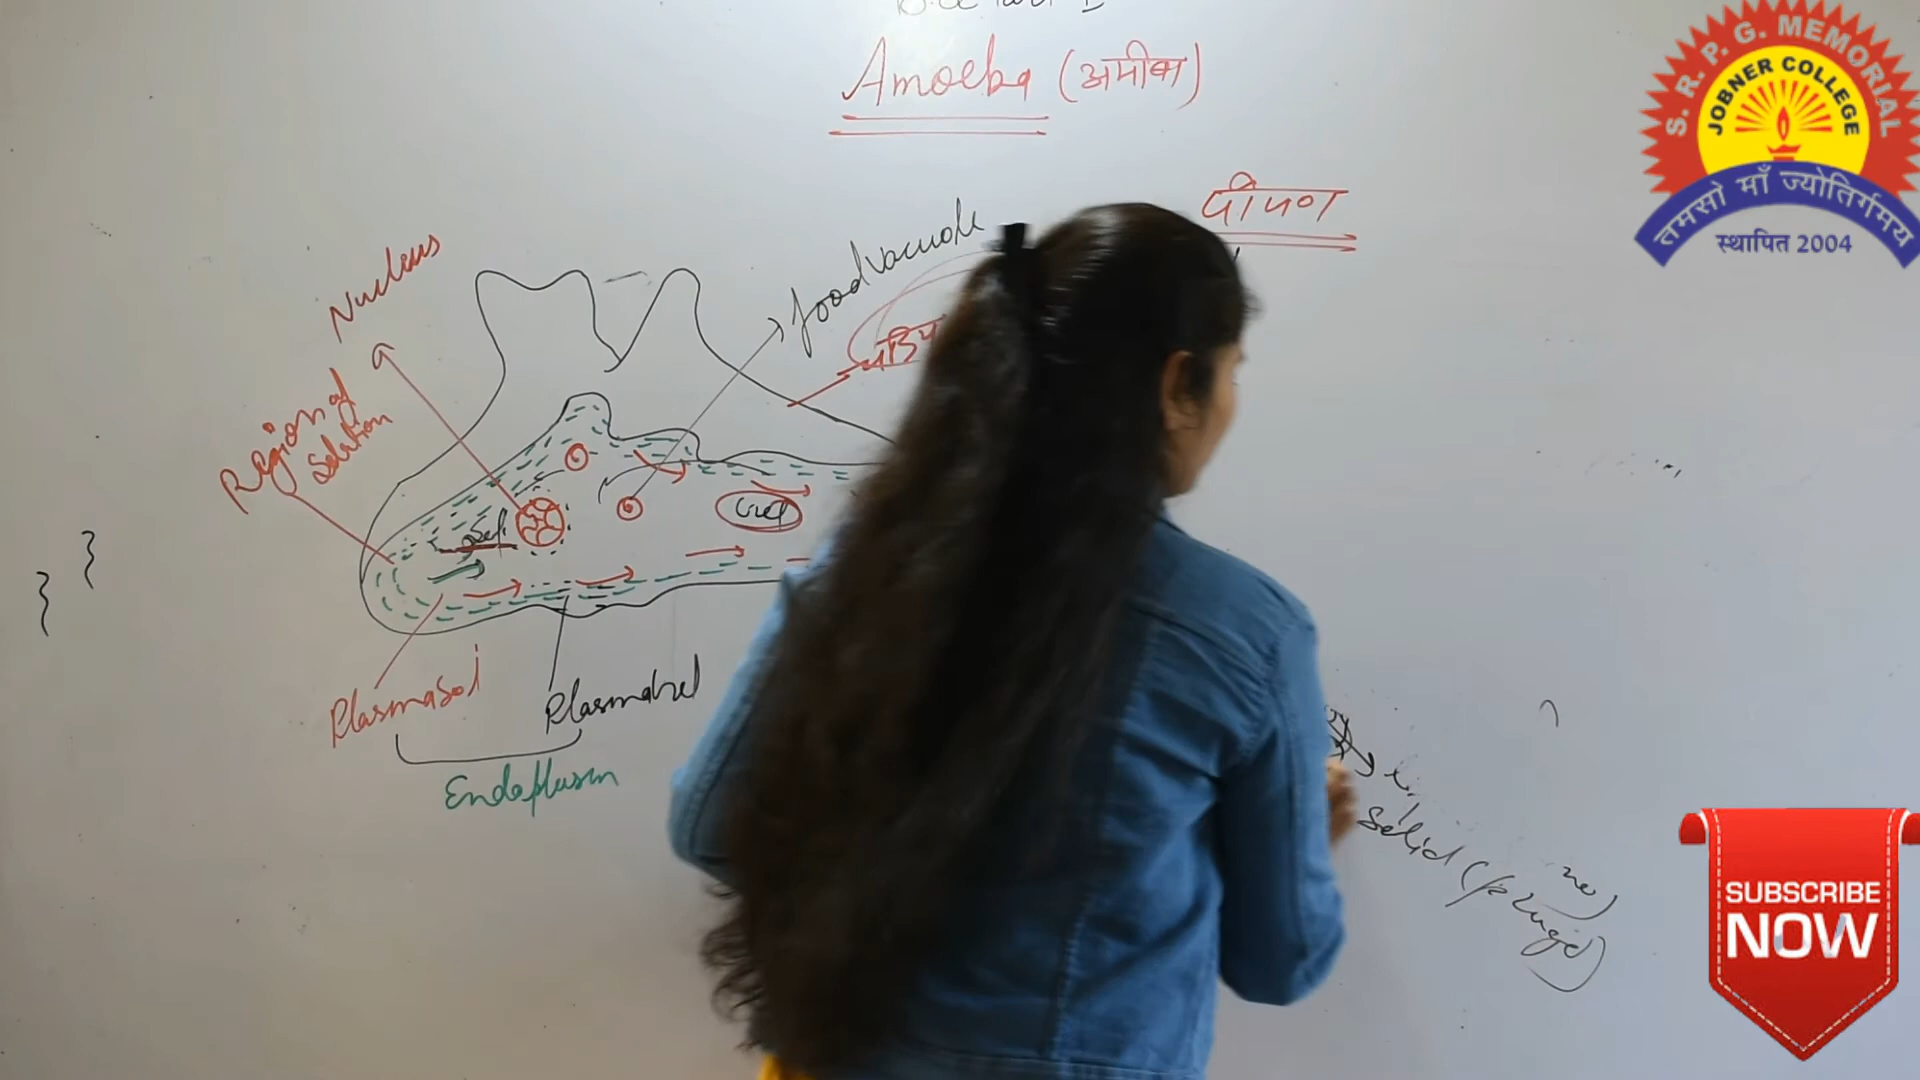 Amoeba (अमीबा)
S. R. P. G. MEMORIAL
JOBNER COLLEGE
तमसो माँ ज्योतिर्गमय
स्थापित 2004
पोषण
food vacuole
Nucleus
Region of
Solation
Plasmasol
Plasmagel
Endoplasm
Solid (
SUBSCRIBE
NOW